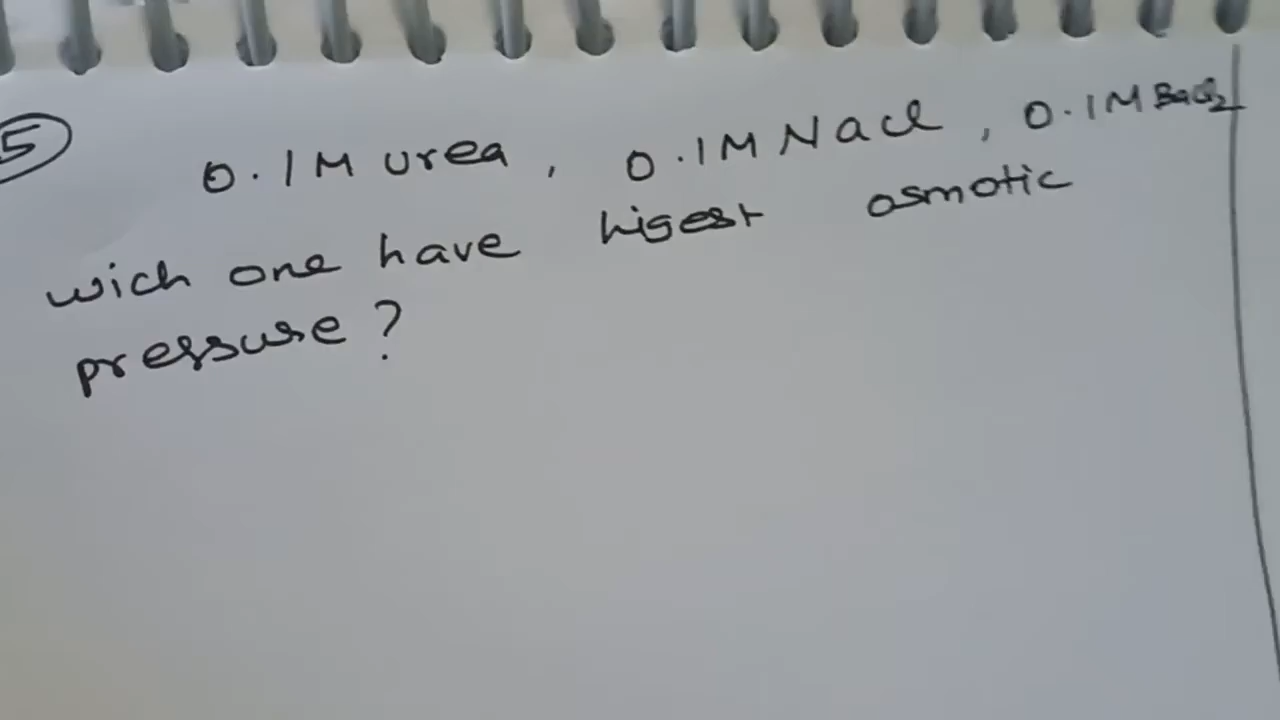 5
0.1M urea, 0.1M NaCl, 0.1M BaCl2
wich one have higest osmotic
pressure?